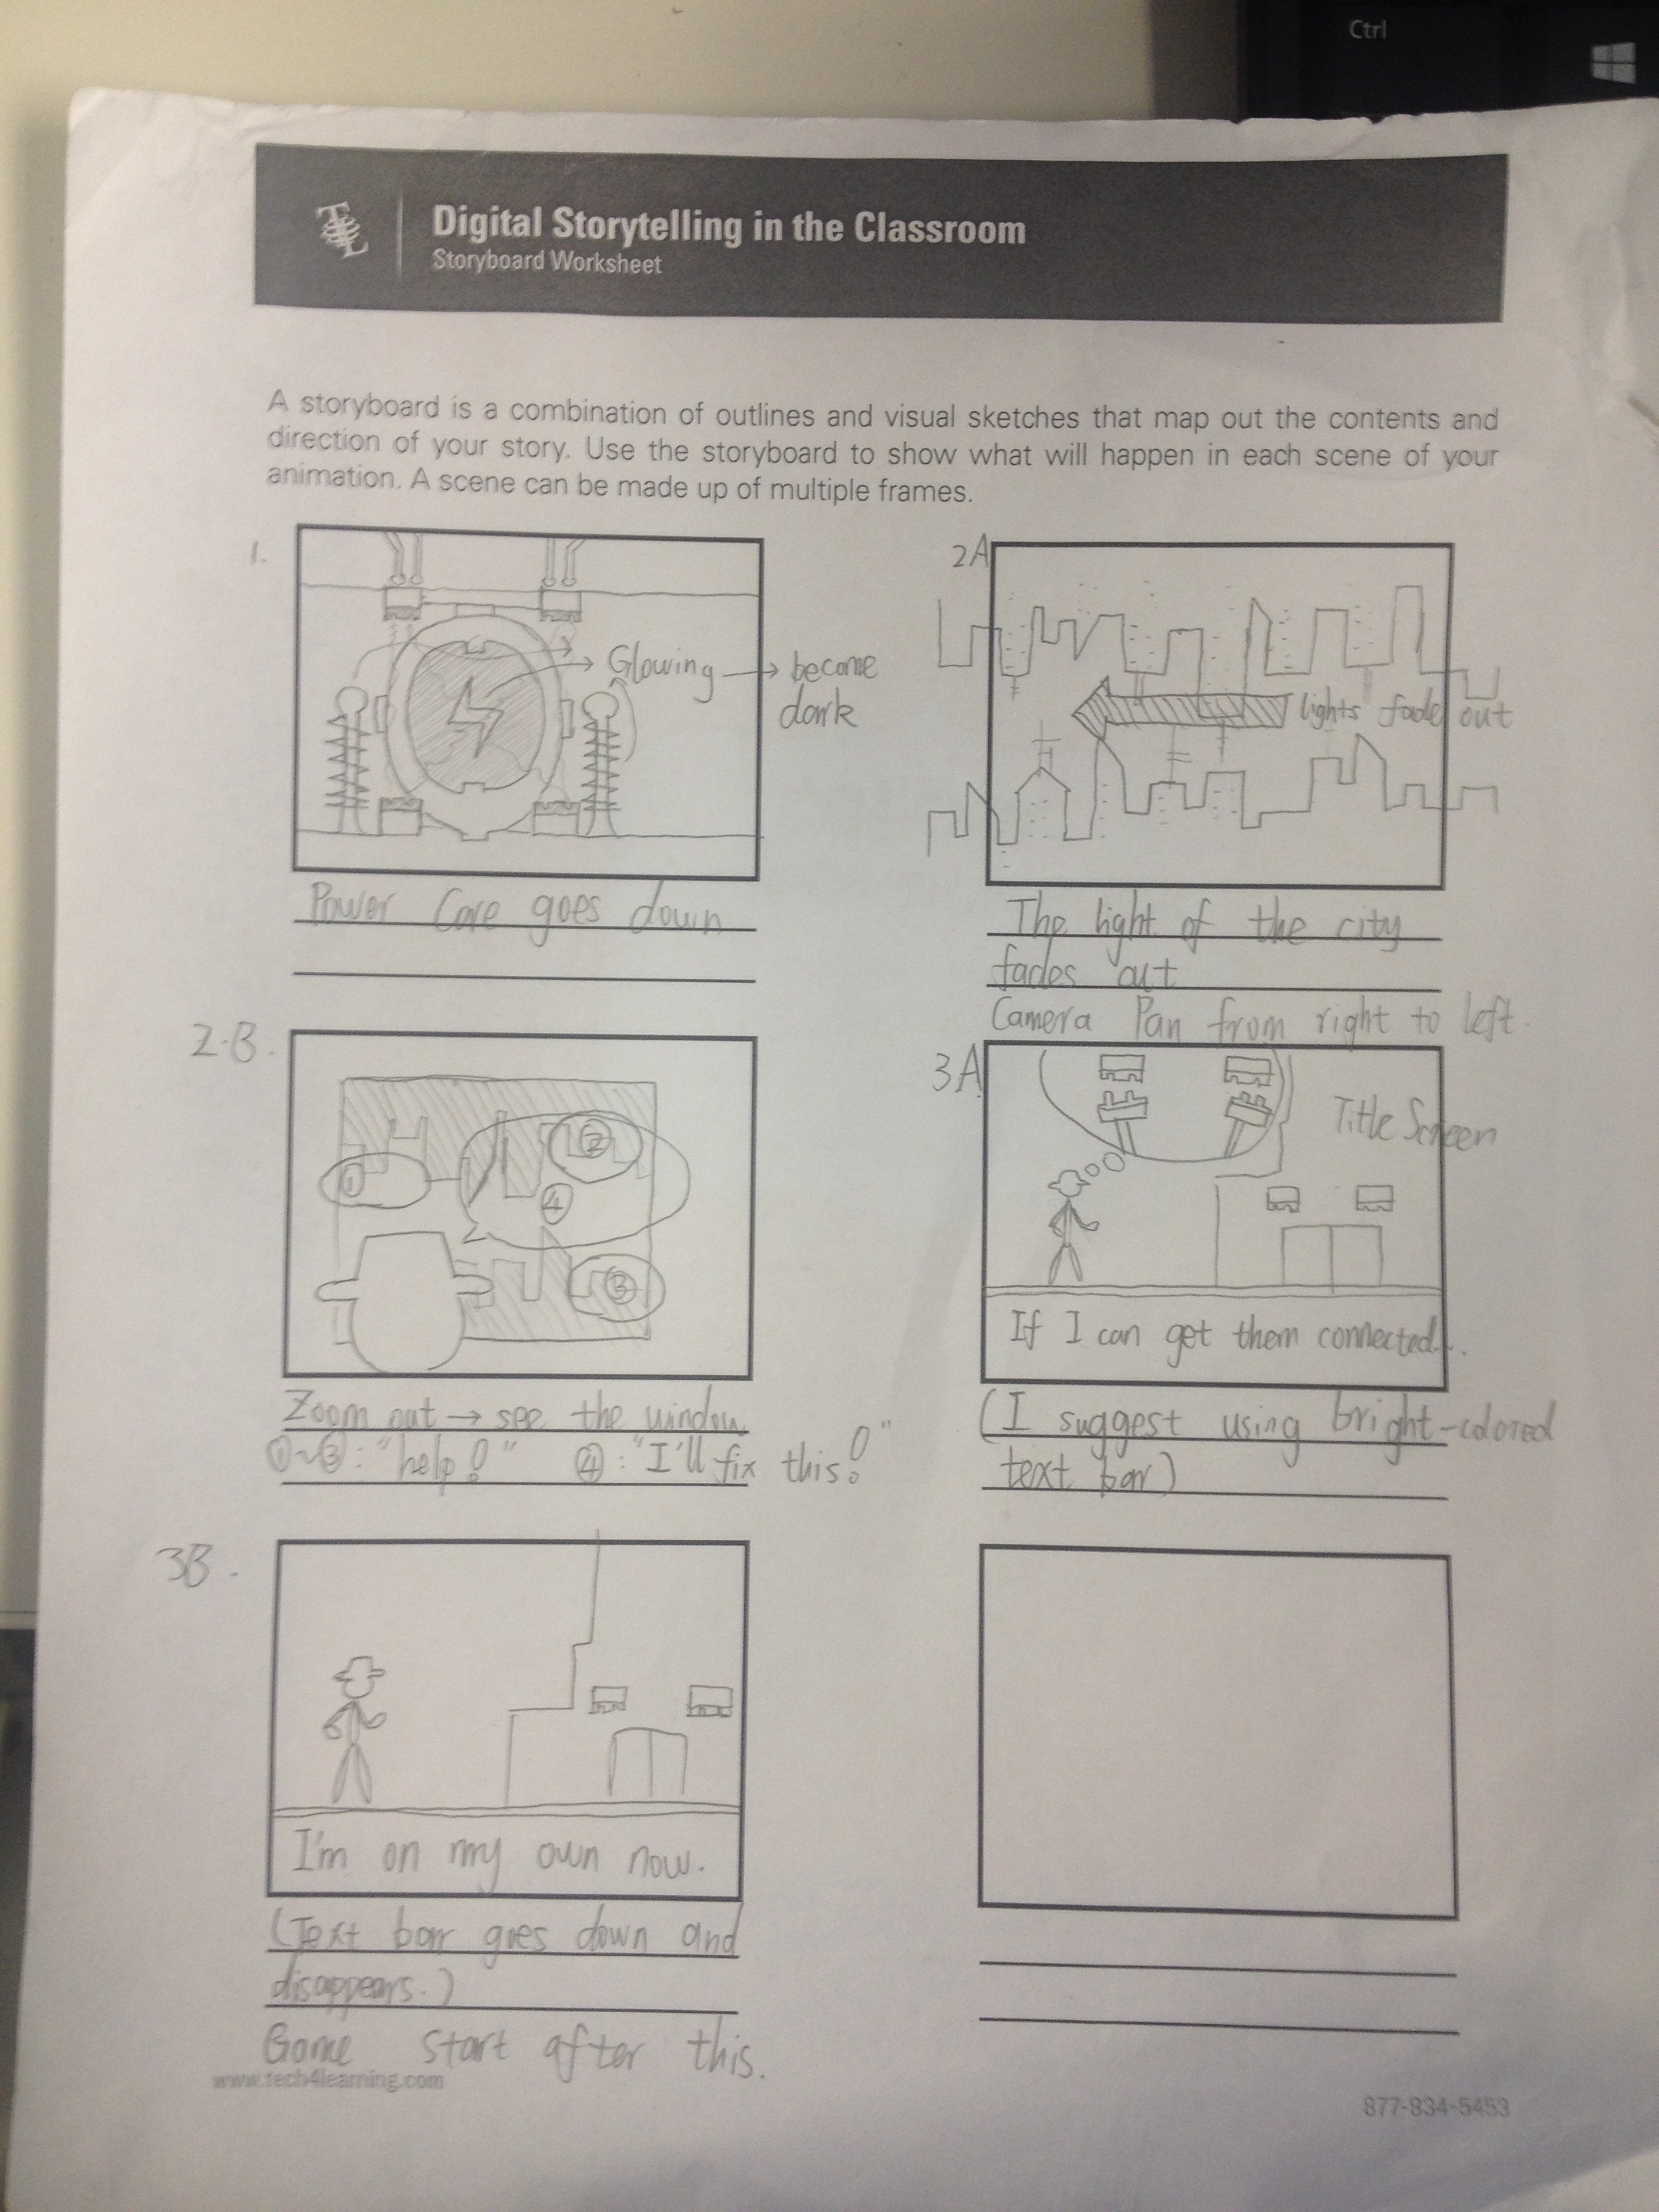 Ctrl
TL
Digital Storytelling in the Classroom
Storyboard Worksheet
A storyboard is a combination of outlines and visual sketches that map out the contents and
direction of your story. Use the storyboard to show what will happen in each scene of your
animation. A scene can be made up of multiple frames.
1.
Glowing → become
dark
Power Core goes down
2A
lights fade out
The light of the city
fades out
Camera Pan from right to left.
2.B.
①
②
④
③
Zoom out → see the window
①~③: "help!" ④: "I'll fix this!"
3A.
Title Screen
If I can get them connected...
(I suggest using bright-colored
text bar)
3B.
I'm on my own now.
(Text bar goes down and
disappears.)
Game start after this.
www.tech4learning.com
877-834-5453